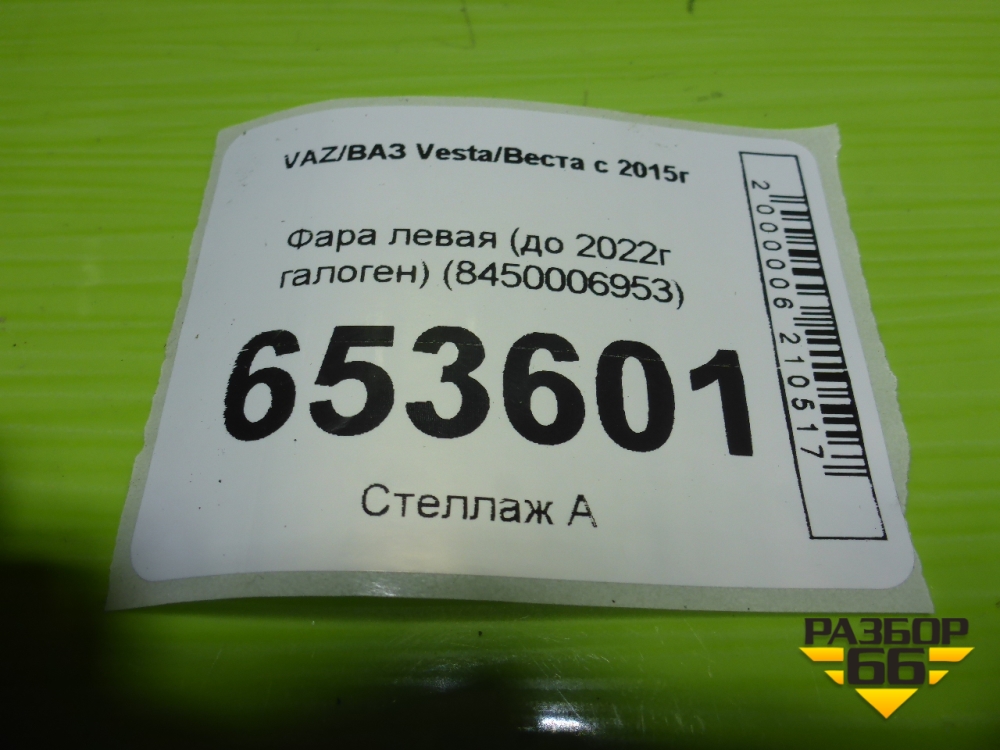 VAZ/ВАЗ Vesta/Веста с 2015г
Фара левая (до 2022г
галоген) (8450006953)
653601
Стеллаж А
2000006210517
РАЗБОР
66